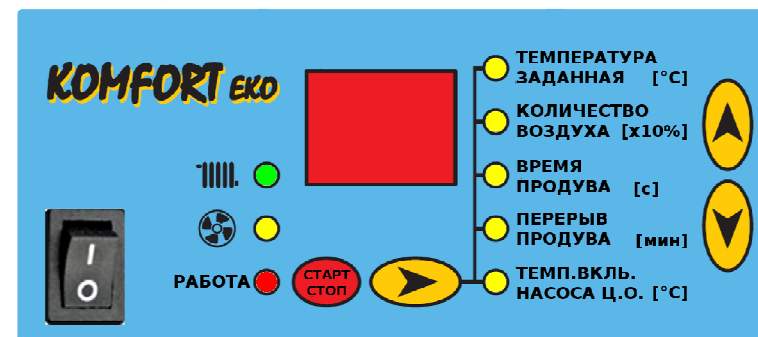 KOMFORT EKO
ТЕМПЕРАТУРА
ЗАДАННАЯ [°C]
КОЛИЧЕСТВО
ВОЗДУХА [x10%]
ВРЕМЯ
ПРОДУВА [c]
ПЕРЕРЫВ
ПРОДУВА [мин]
ТЕМП.ВКЛЬ.
НАСОСА Ц.О. [°C]
РАБОТА
СТАРТ
СТОП
I
O